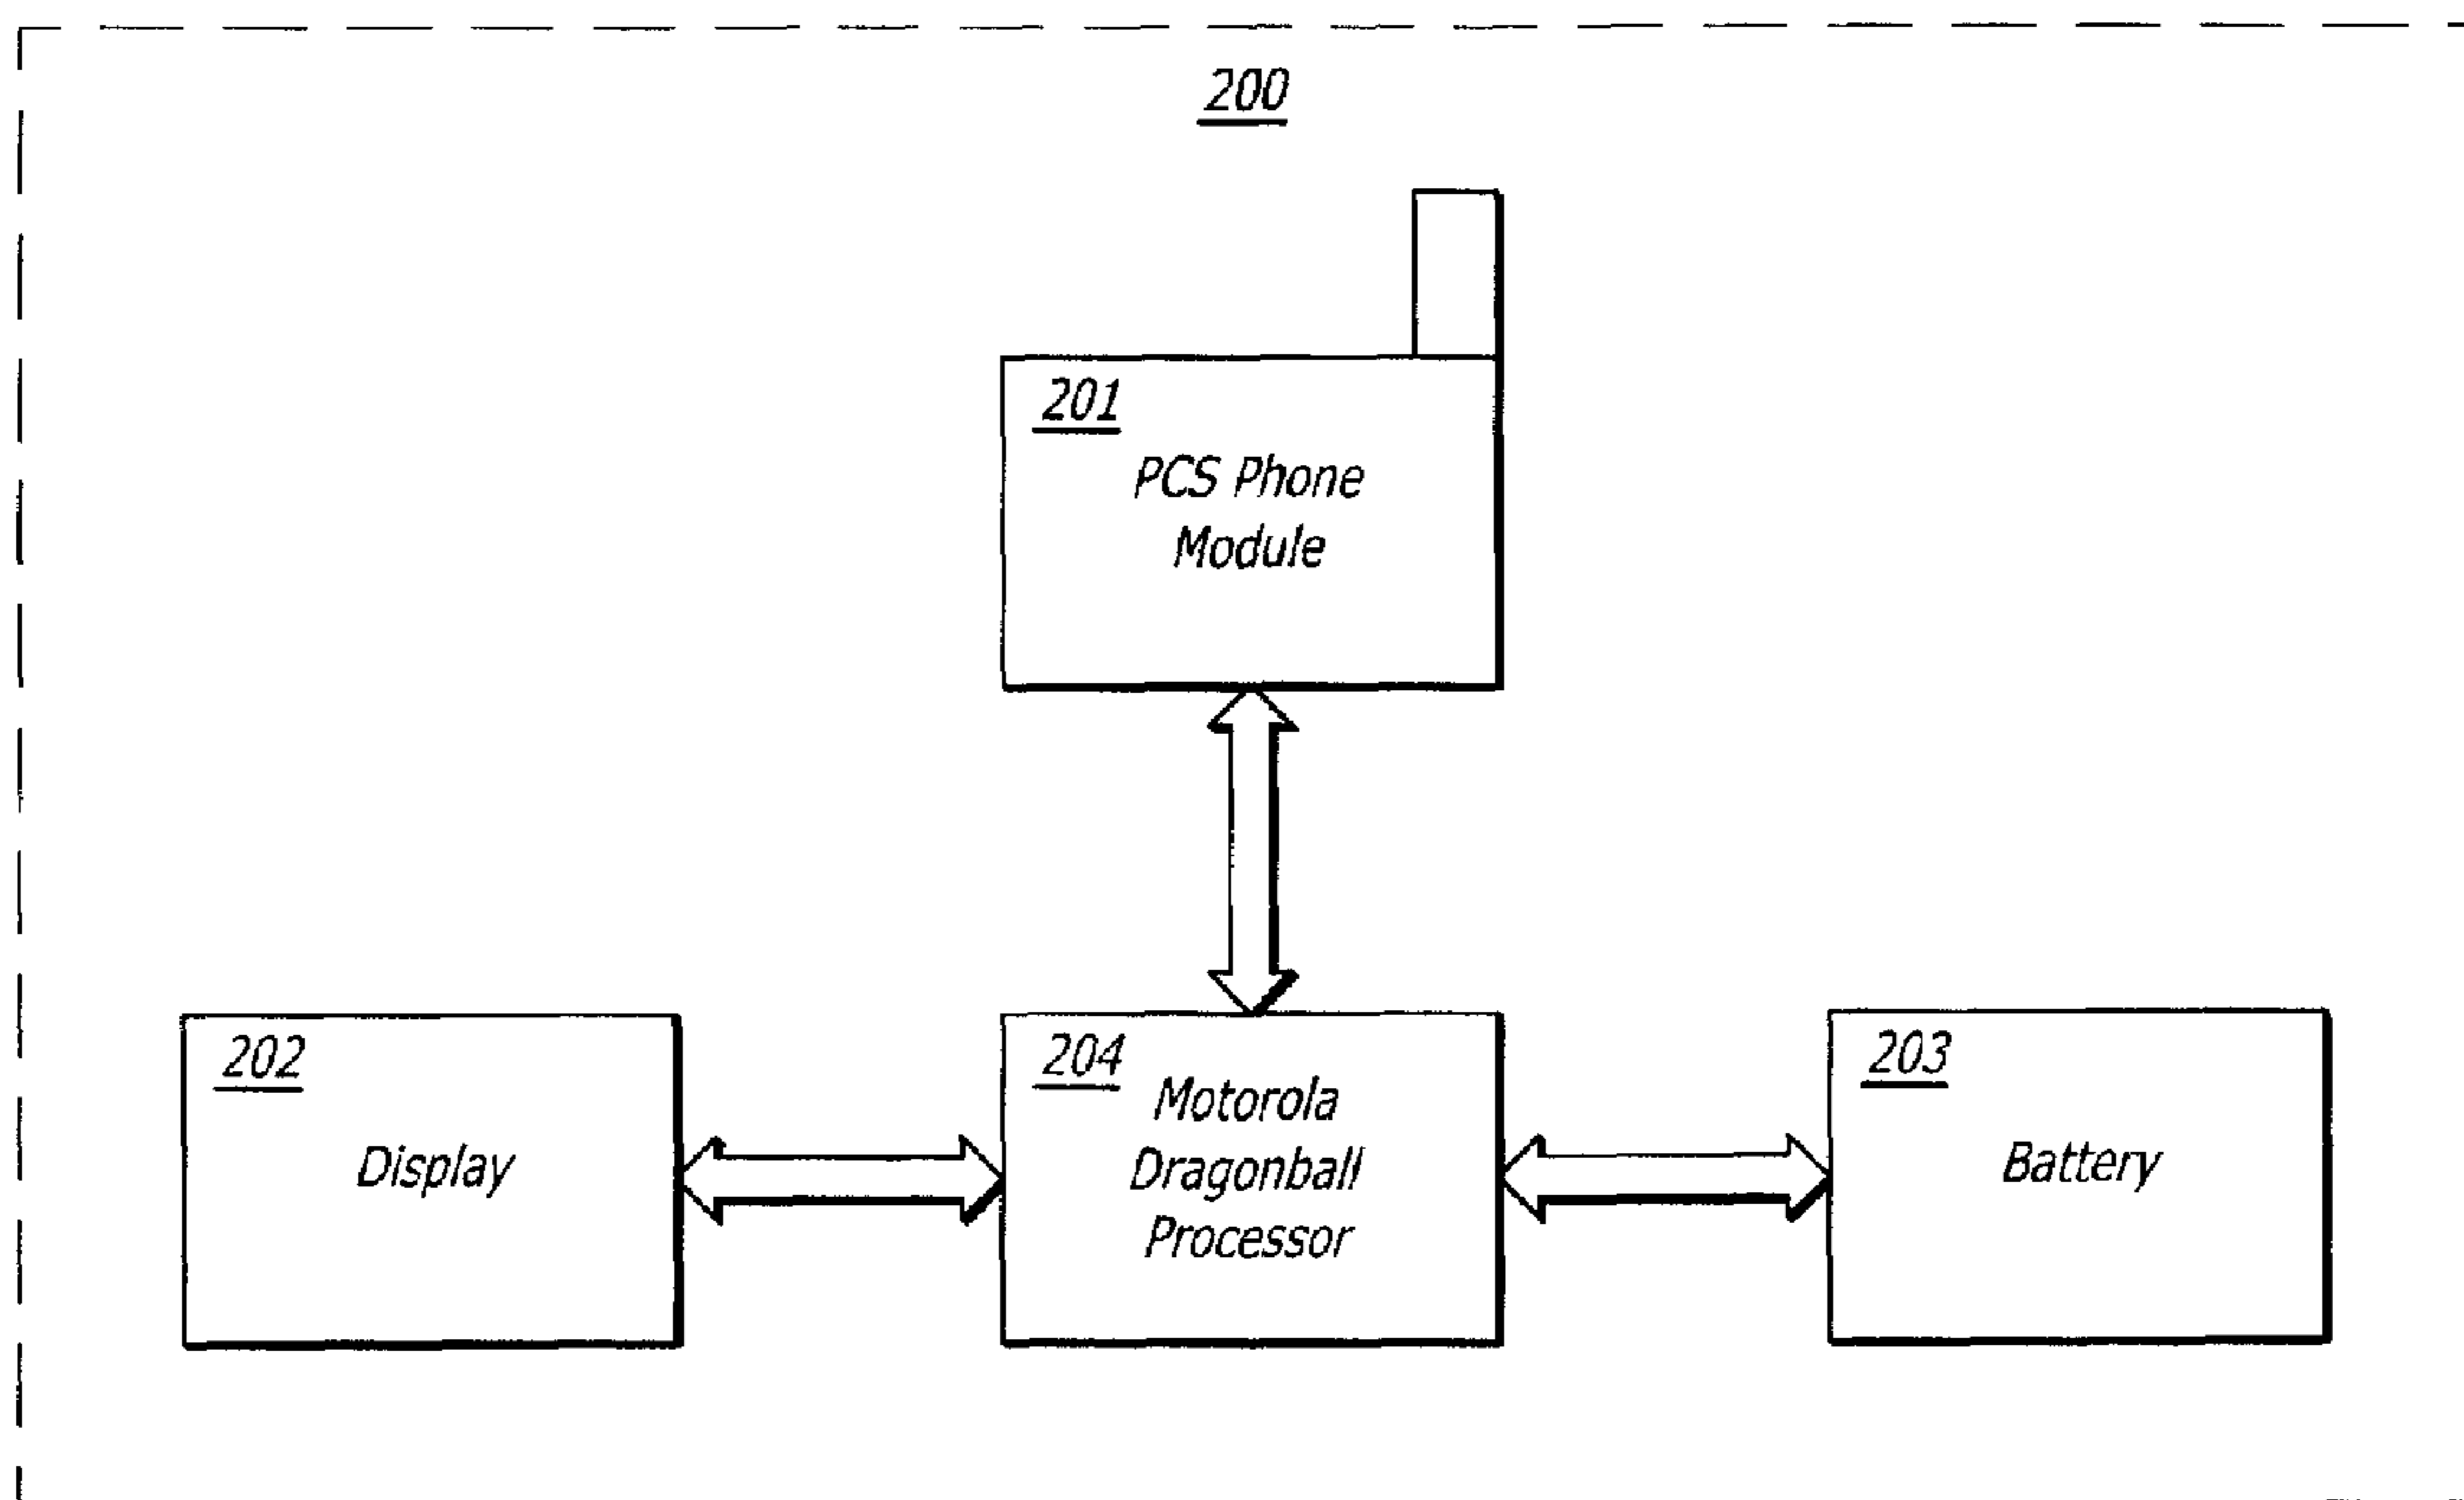 200
201
PCS Phone
Module
202
Display
204
Motorola
Dragonball
Processor
203
Battery